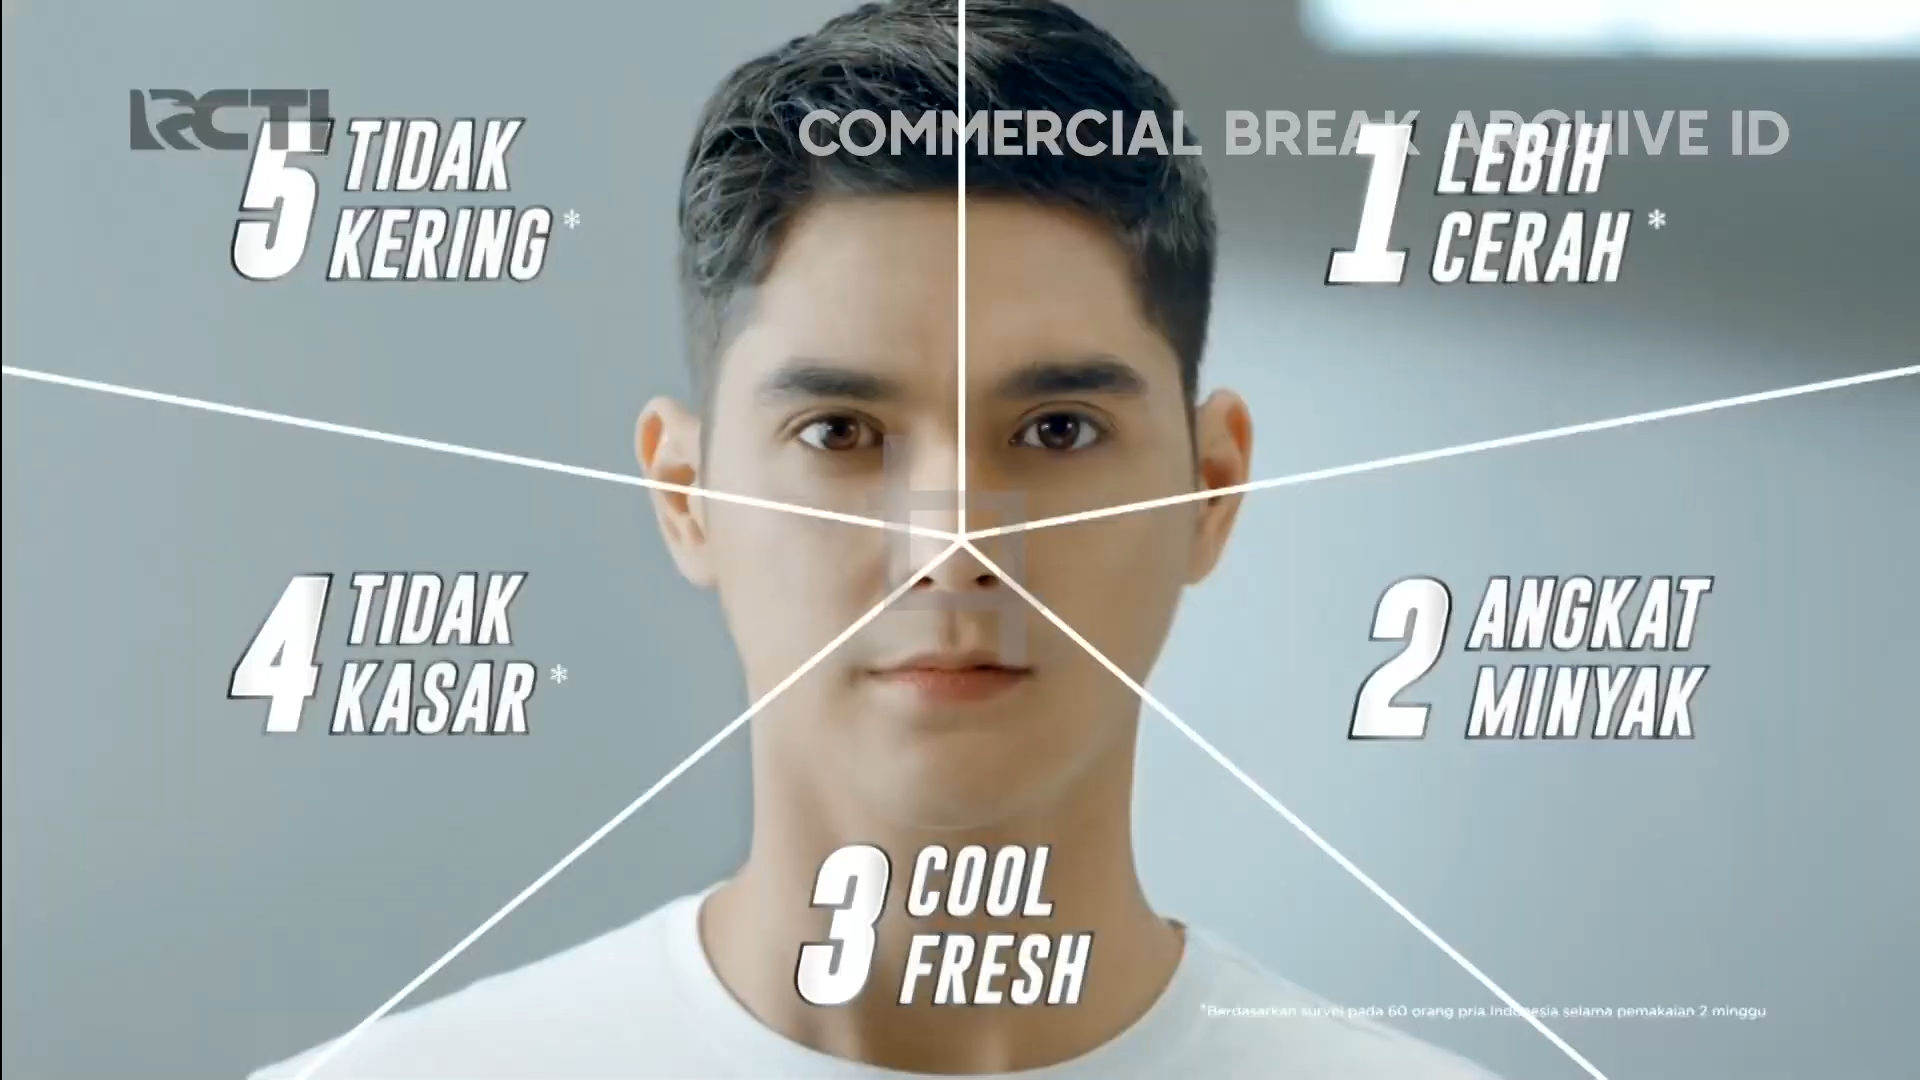 RCTI
COMMERCIAL BREAK ARCHIVE ID
5 TIDAK
KERING*
1 LEBIH
CERAH*
4 TIDAK
KASAR*
2 ANGKAT
MINYAK
3 COOL
FRESH
*Berdasarkan survei pada 60 orang pria Indonesia selama pemakaian 2 minggu